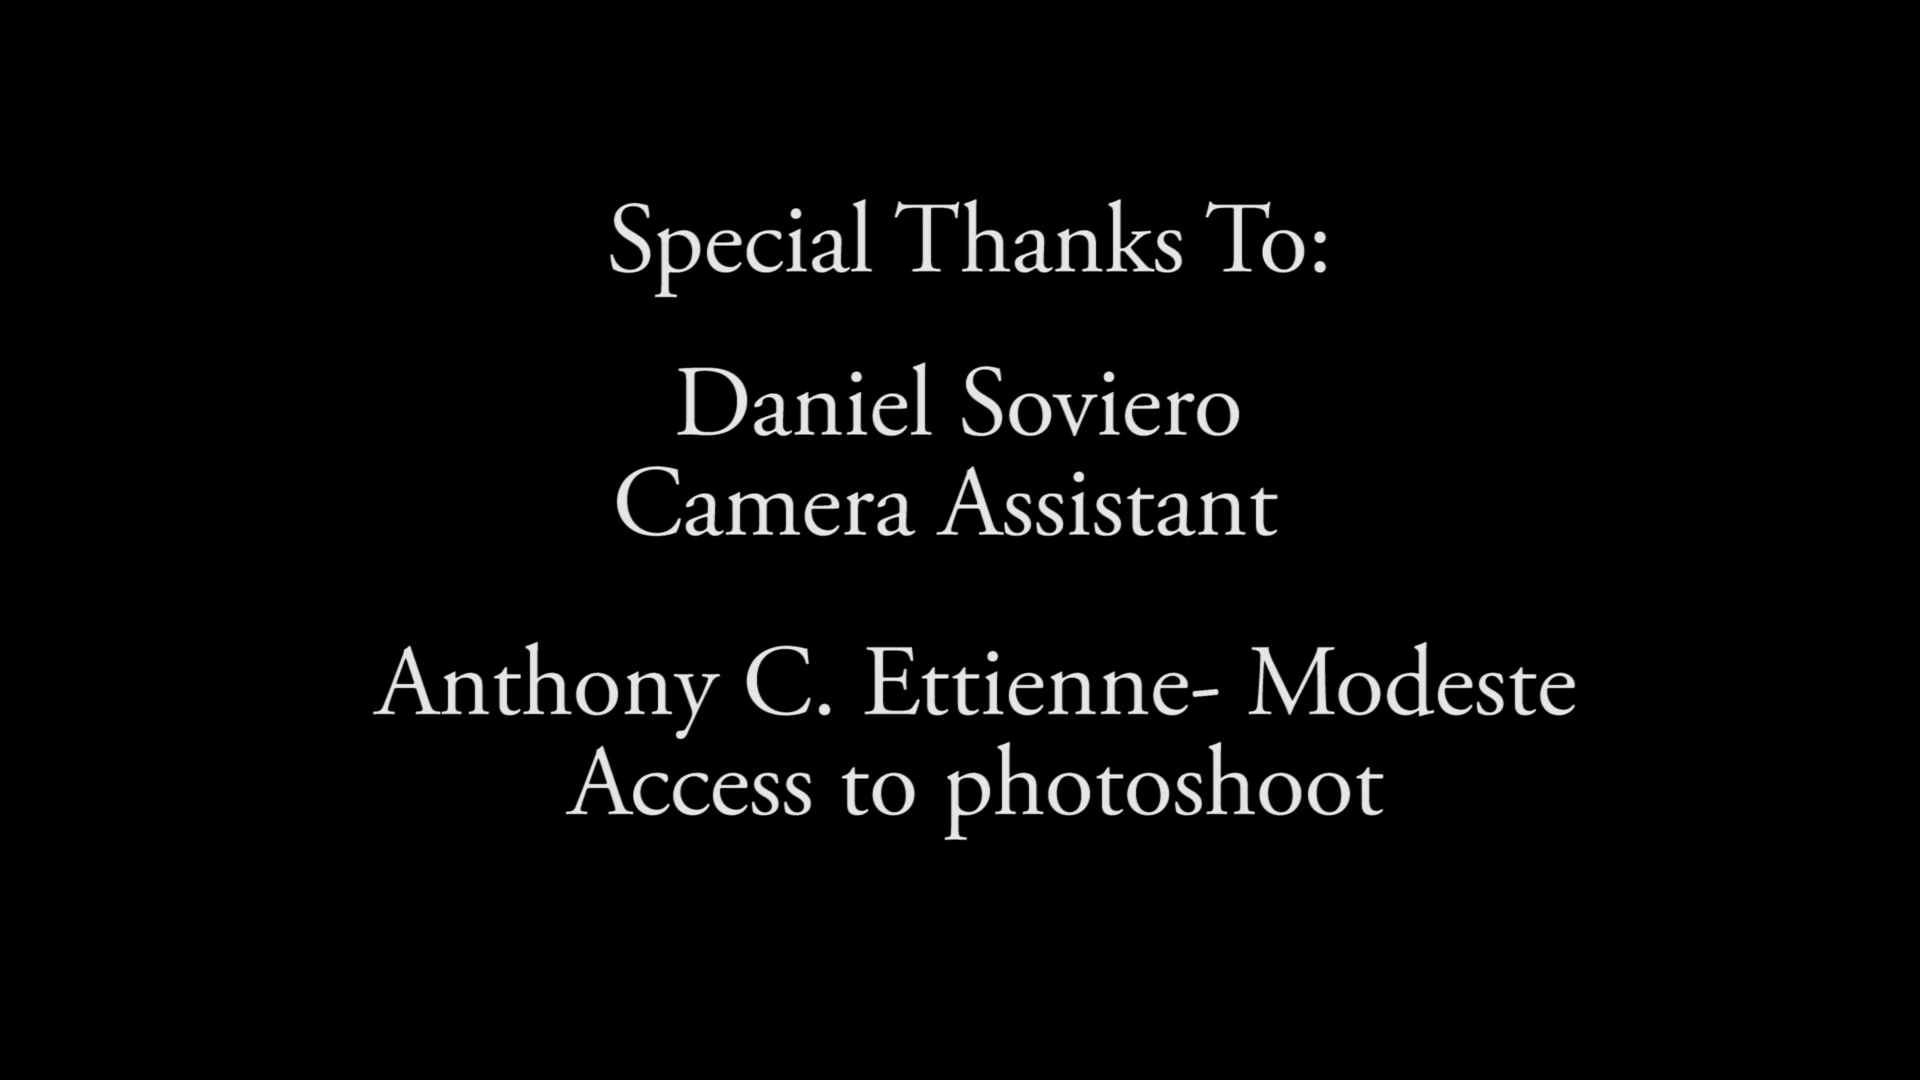 Special Thanks To:
Daniel Soviero
Camera Assistant
Anthony C. Ettienne- Modeste
Access to photoshoot